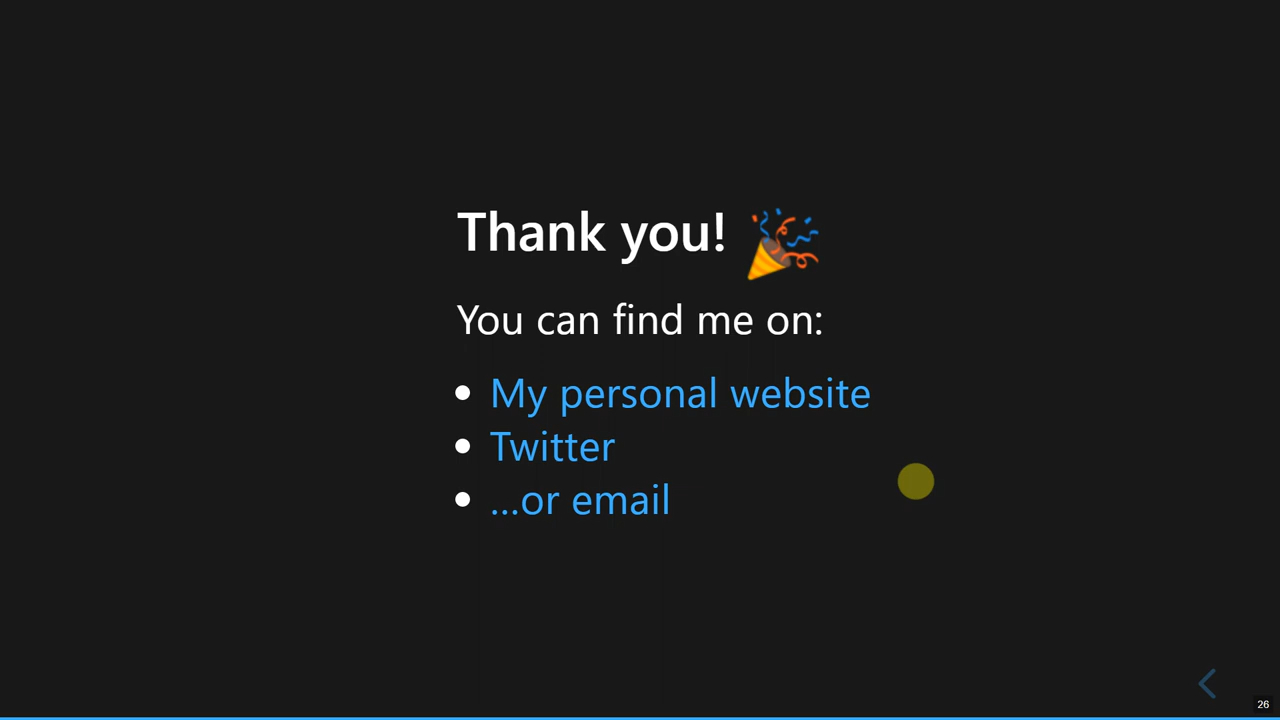 Thank you! 🎉
You can find me on:
My personal website
Twitter
...or email
26